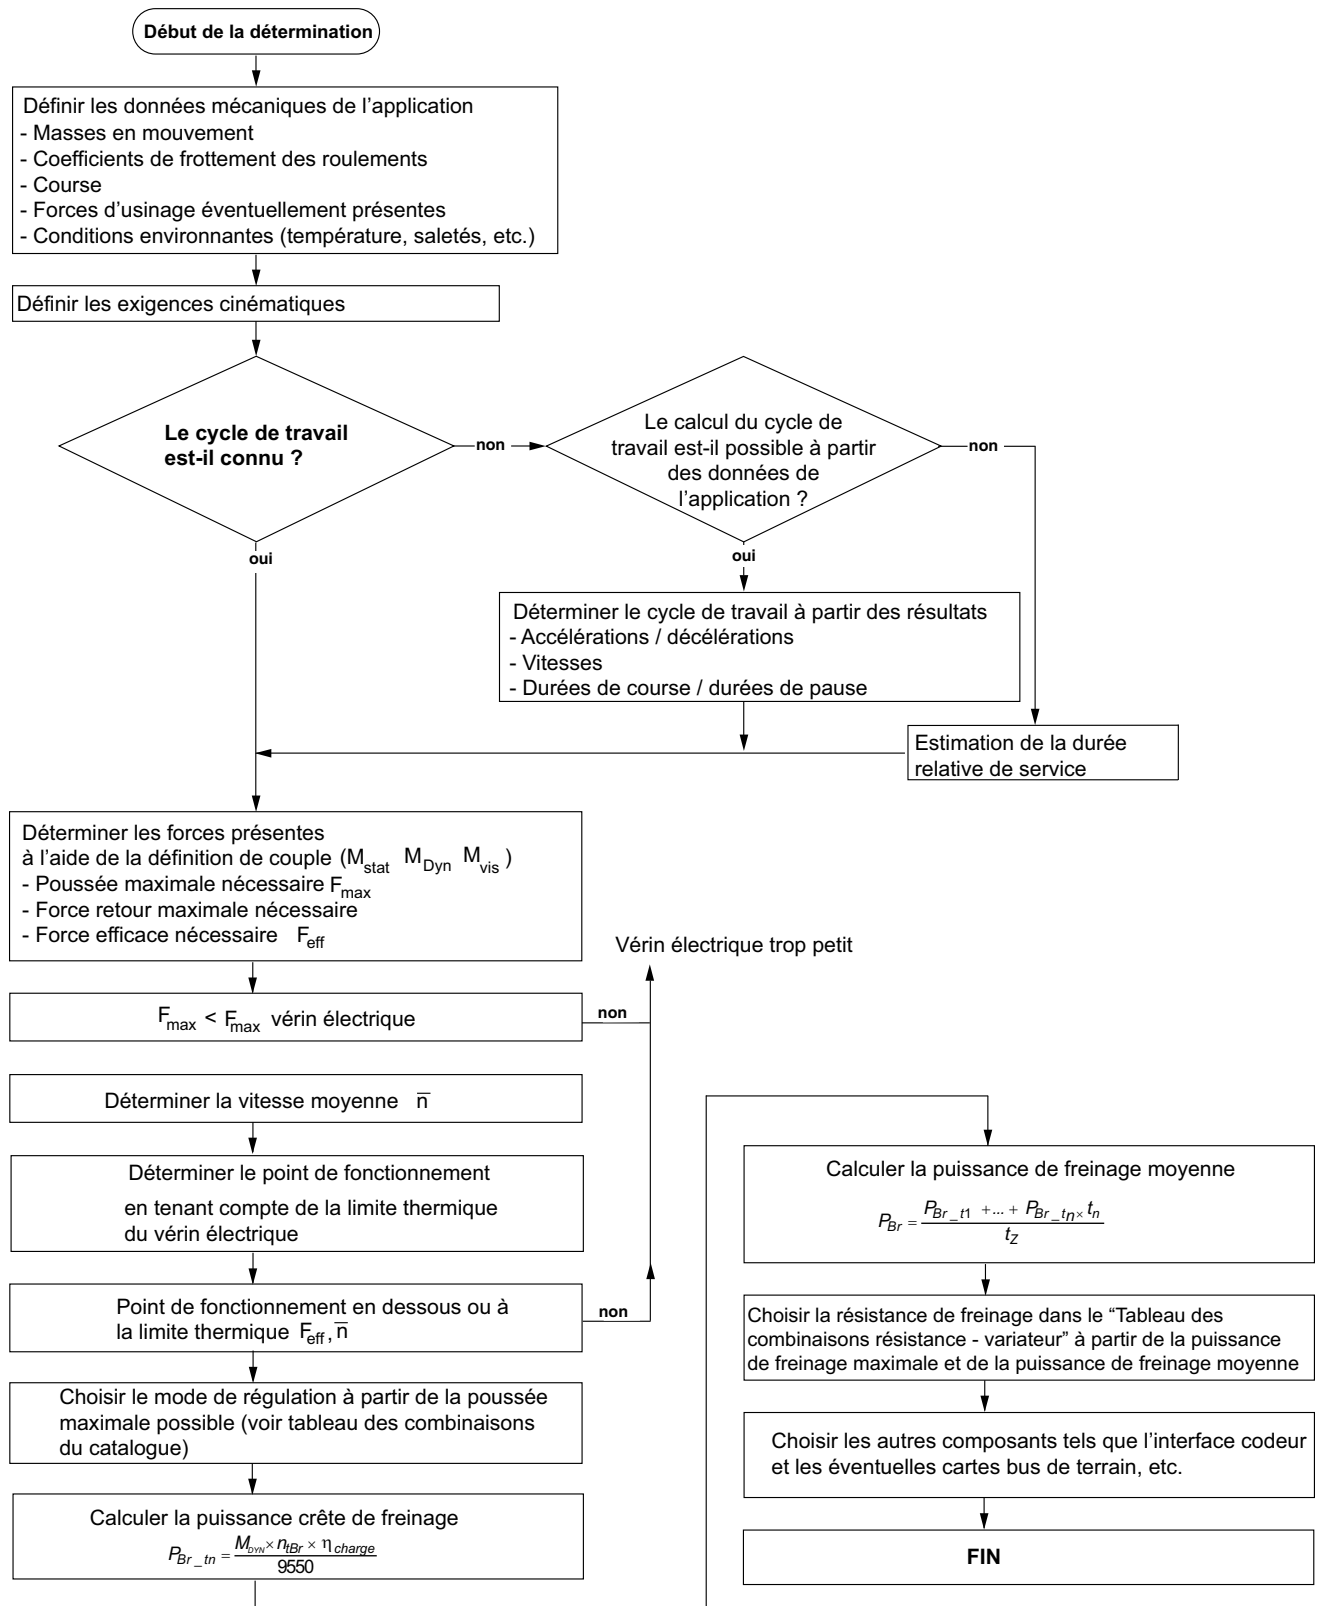 Début de la détermination
Définir les données mécaniques de l'application
- Masses en mouvement
- Coefficients de frottement des roulements
- Course
- Forces d'usinage éventuellement présentes
- Conditions environnantes (température, saletés, etc.)
Définir les exigences cinématiques
Le cycle de travail
est-il connu ?
non
Le calcul du cycle de
travail est-il possible à partir
des données de
l'application ?
non
oui
oui
Déterminer le cycle de travail à partir des résultats
- Accélérations / décélérations
- Vitesses
- Durées de course / durées de pause
Estimation de la durée
relative de service
Déterminer les forces présentes
à l'aide de la définition de couple (M_stat M_Dyn M_vis)
- Poussée maximale nécessaire F_max
- Force retour maximale nécessaire
- Force efficace nécessaire F_eff
Vérin électrique trop petit
F_max < F_max vérin électrique
non
Déterminer la vitesse moyenne n̅
Déterminer le point de fonctionnement
en tenant compte de la limite thermique
du vérin électrique
Point de fonctionnement en dessous ou à
la limite thermique F_eff, n̅
non
Choisir le mode de régulation à partir de la poussée
maximale possible (voir tableau des combinaisons
du catalogue)
Calculer la puissance crête de freinage
P_Br_tn = M_DYN × n_tBr × η_charge / 9550
Calculer la puissance de freinage moyenne
P_Br = P_Br_t1 +...+ P_Br_tn × t_n / t_Z
Choisir la résistance de freinage dans le “Tableau des
combinaisons résistance - variateur” à partir de la puissance
de freinage maximale et de la puissance de freinage moyenne
Choisir les autres composants tels que l'interface codeur
et les éventuelles cartes bus de terrain, etc.
FIN